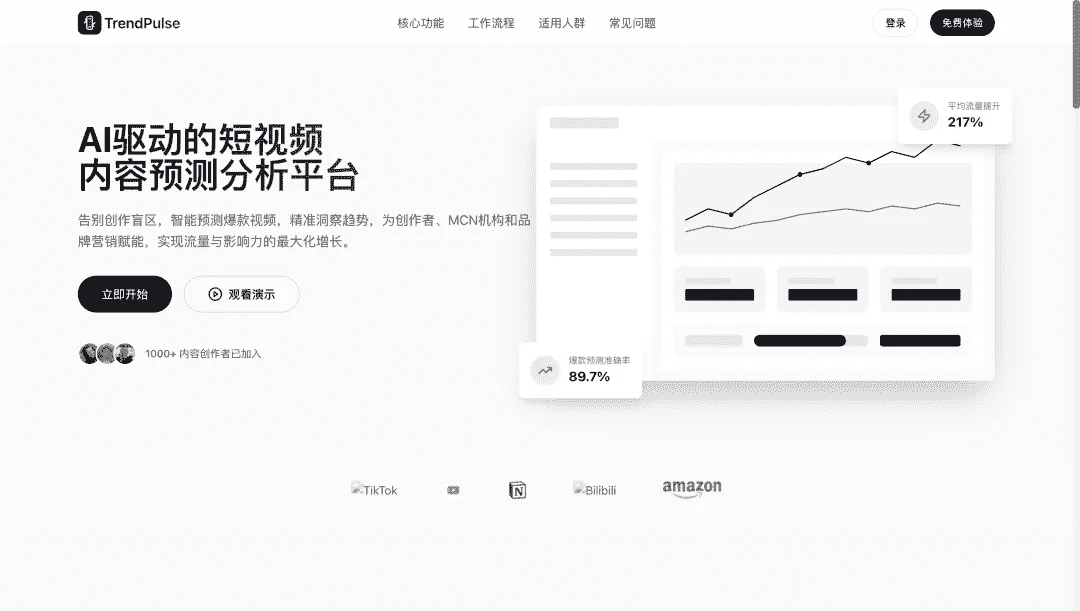 TrendPulse
核心功能
工作流程
适用人群
常见问题
登录
免费体验
AI驱动的短视频
内容预测分析平台
告别创作盲区，智能预测爆款视频，精准洞察趋势，为创作者、MCN机构和品
牌营销赋能，实现流量与影响力的最大化增长。
立即开始
观看演示
1000+ 内容创作者已加入
平均流量提升
217%
爆款预测准确率
89.7%
TikTok
N
Bilibili
amazon